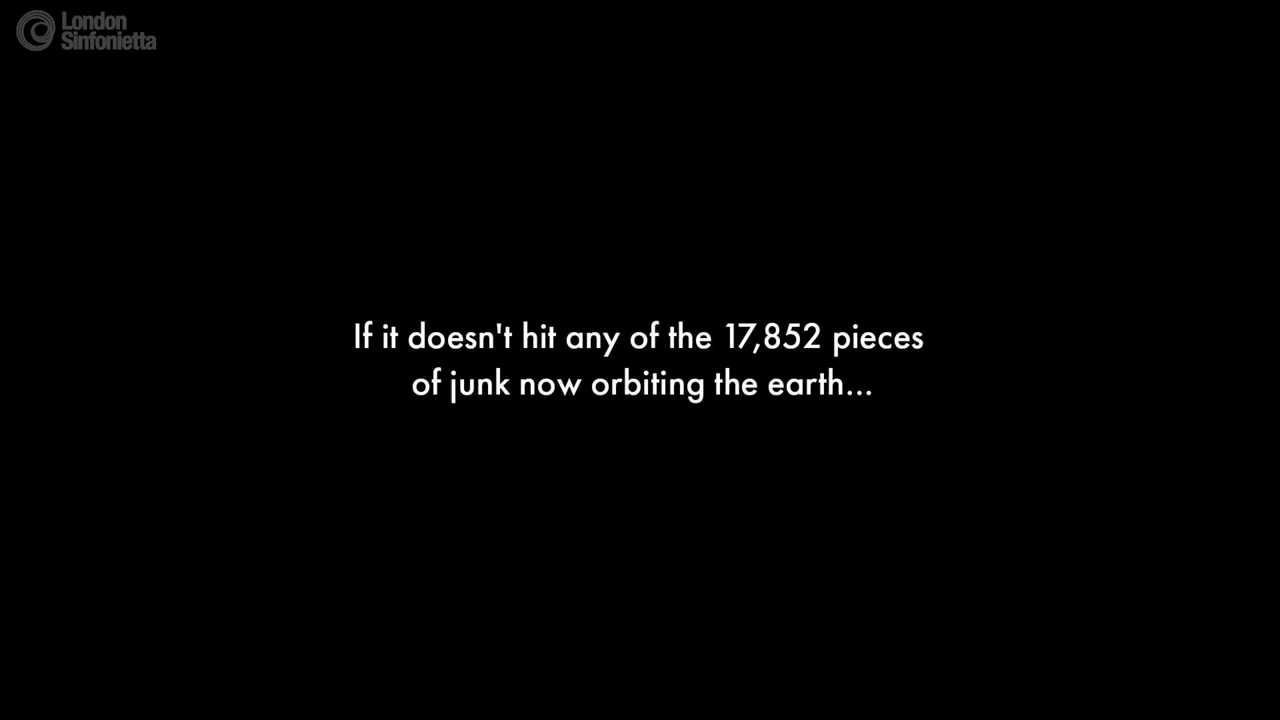 London
Sinfonietta
If it doesn't hit any of the 17,852 pieces
of junk now orbiting the earth...